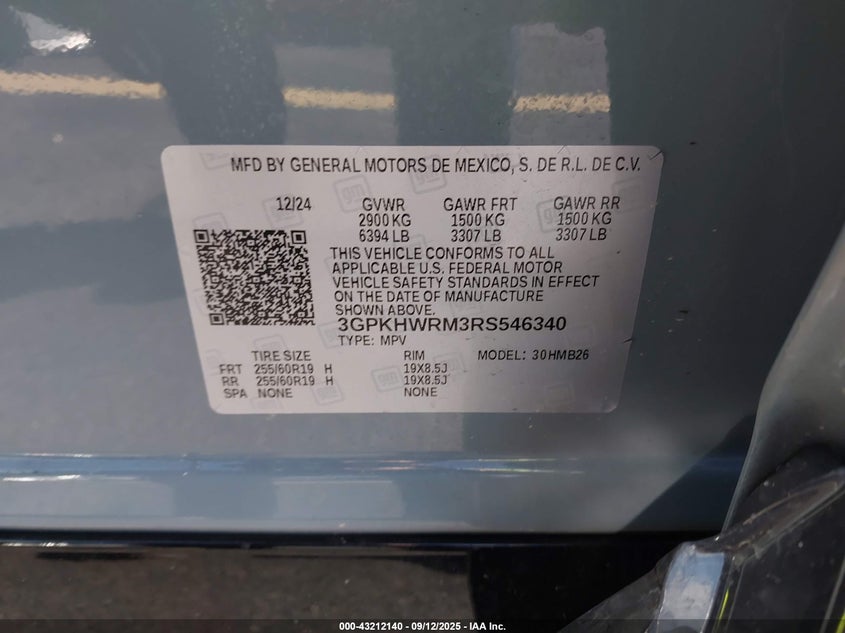 MFD BY GENERAL MOTORS DE MEXICO, S. DE R.L. DE C.V.
12/24 GVWR GAWR FRT GAWR RR
2900 KG 1500 KG 1500 KG
6394 LB 3307 LB 3307 LB
THIS VEHICLE CONFORMS TO ALL
APPLICABLE U.S. FEDERAL MOTOR
VEHICLE SAFETY STANDARDS IN EFFECT
ON THE DATE OF MANUFACTURE
SHOWN ABOVE.
3GPKHWRM3RS546340
TYPE: MPV
TIRE SIZE RIM MODEL: 30HMB26
FRT 255/60R19 H 19X8.5J
RR 255/60R19 H 19X8.5J
SPA NONE NONE
000-43212140 - 09/12/2025 - IAA Inc.